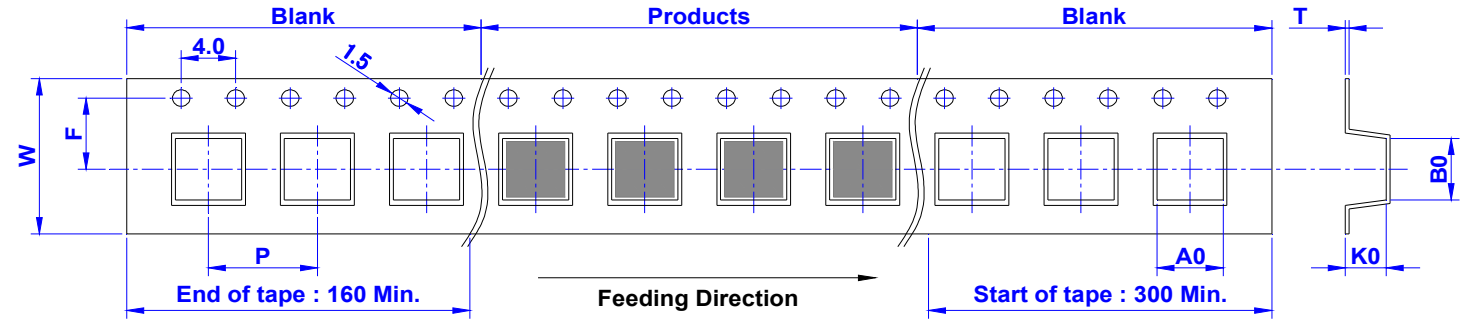 Blank
Products
Blank
T
4.0
1.5
F
W
B0
P
A0
K0
End of tape : 160 Min.
Feeding Direction
Start of tape : 300 Min.